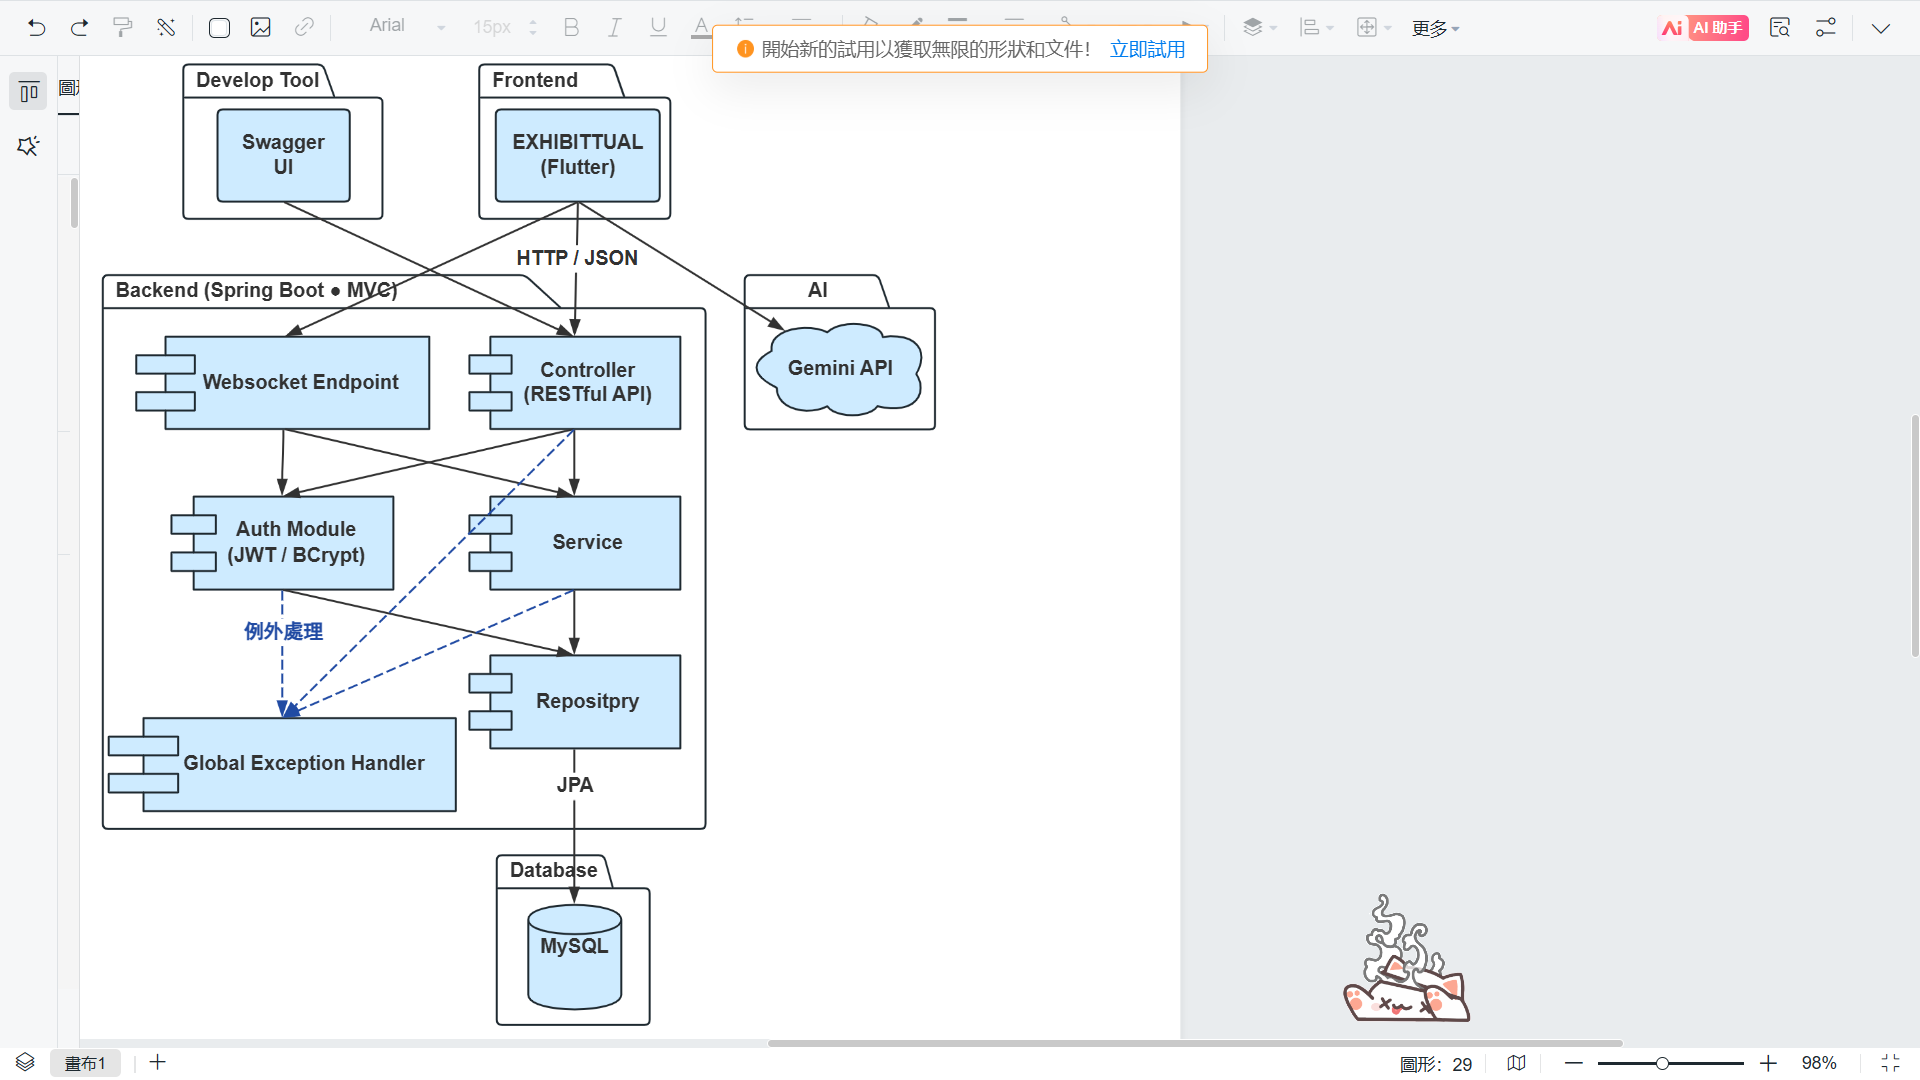 Arial
15px
B
I
U
A
更多
AI 助手
開始新的試用以獲取無限的形狀和文件！ 立即試用
Develop Tool
Swagger
UI
Frontend
EXHIBITTUAL
(Flutter)
HTTP / JSON
Backend (Spring Boot ● MVC)
AI
Gemini API
Websocket Endpoint
Controller
(RESTful API)
Auth Module
(JWT / BCrypt)
Service
例外處理
Repositpry
Global Exception Handler
JPA
Database
MySQL
畫布1
圖形：29
98%